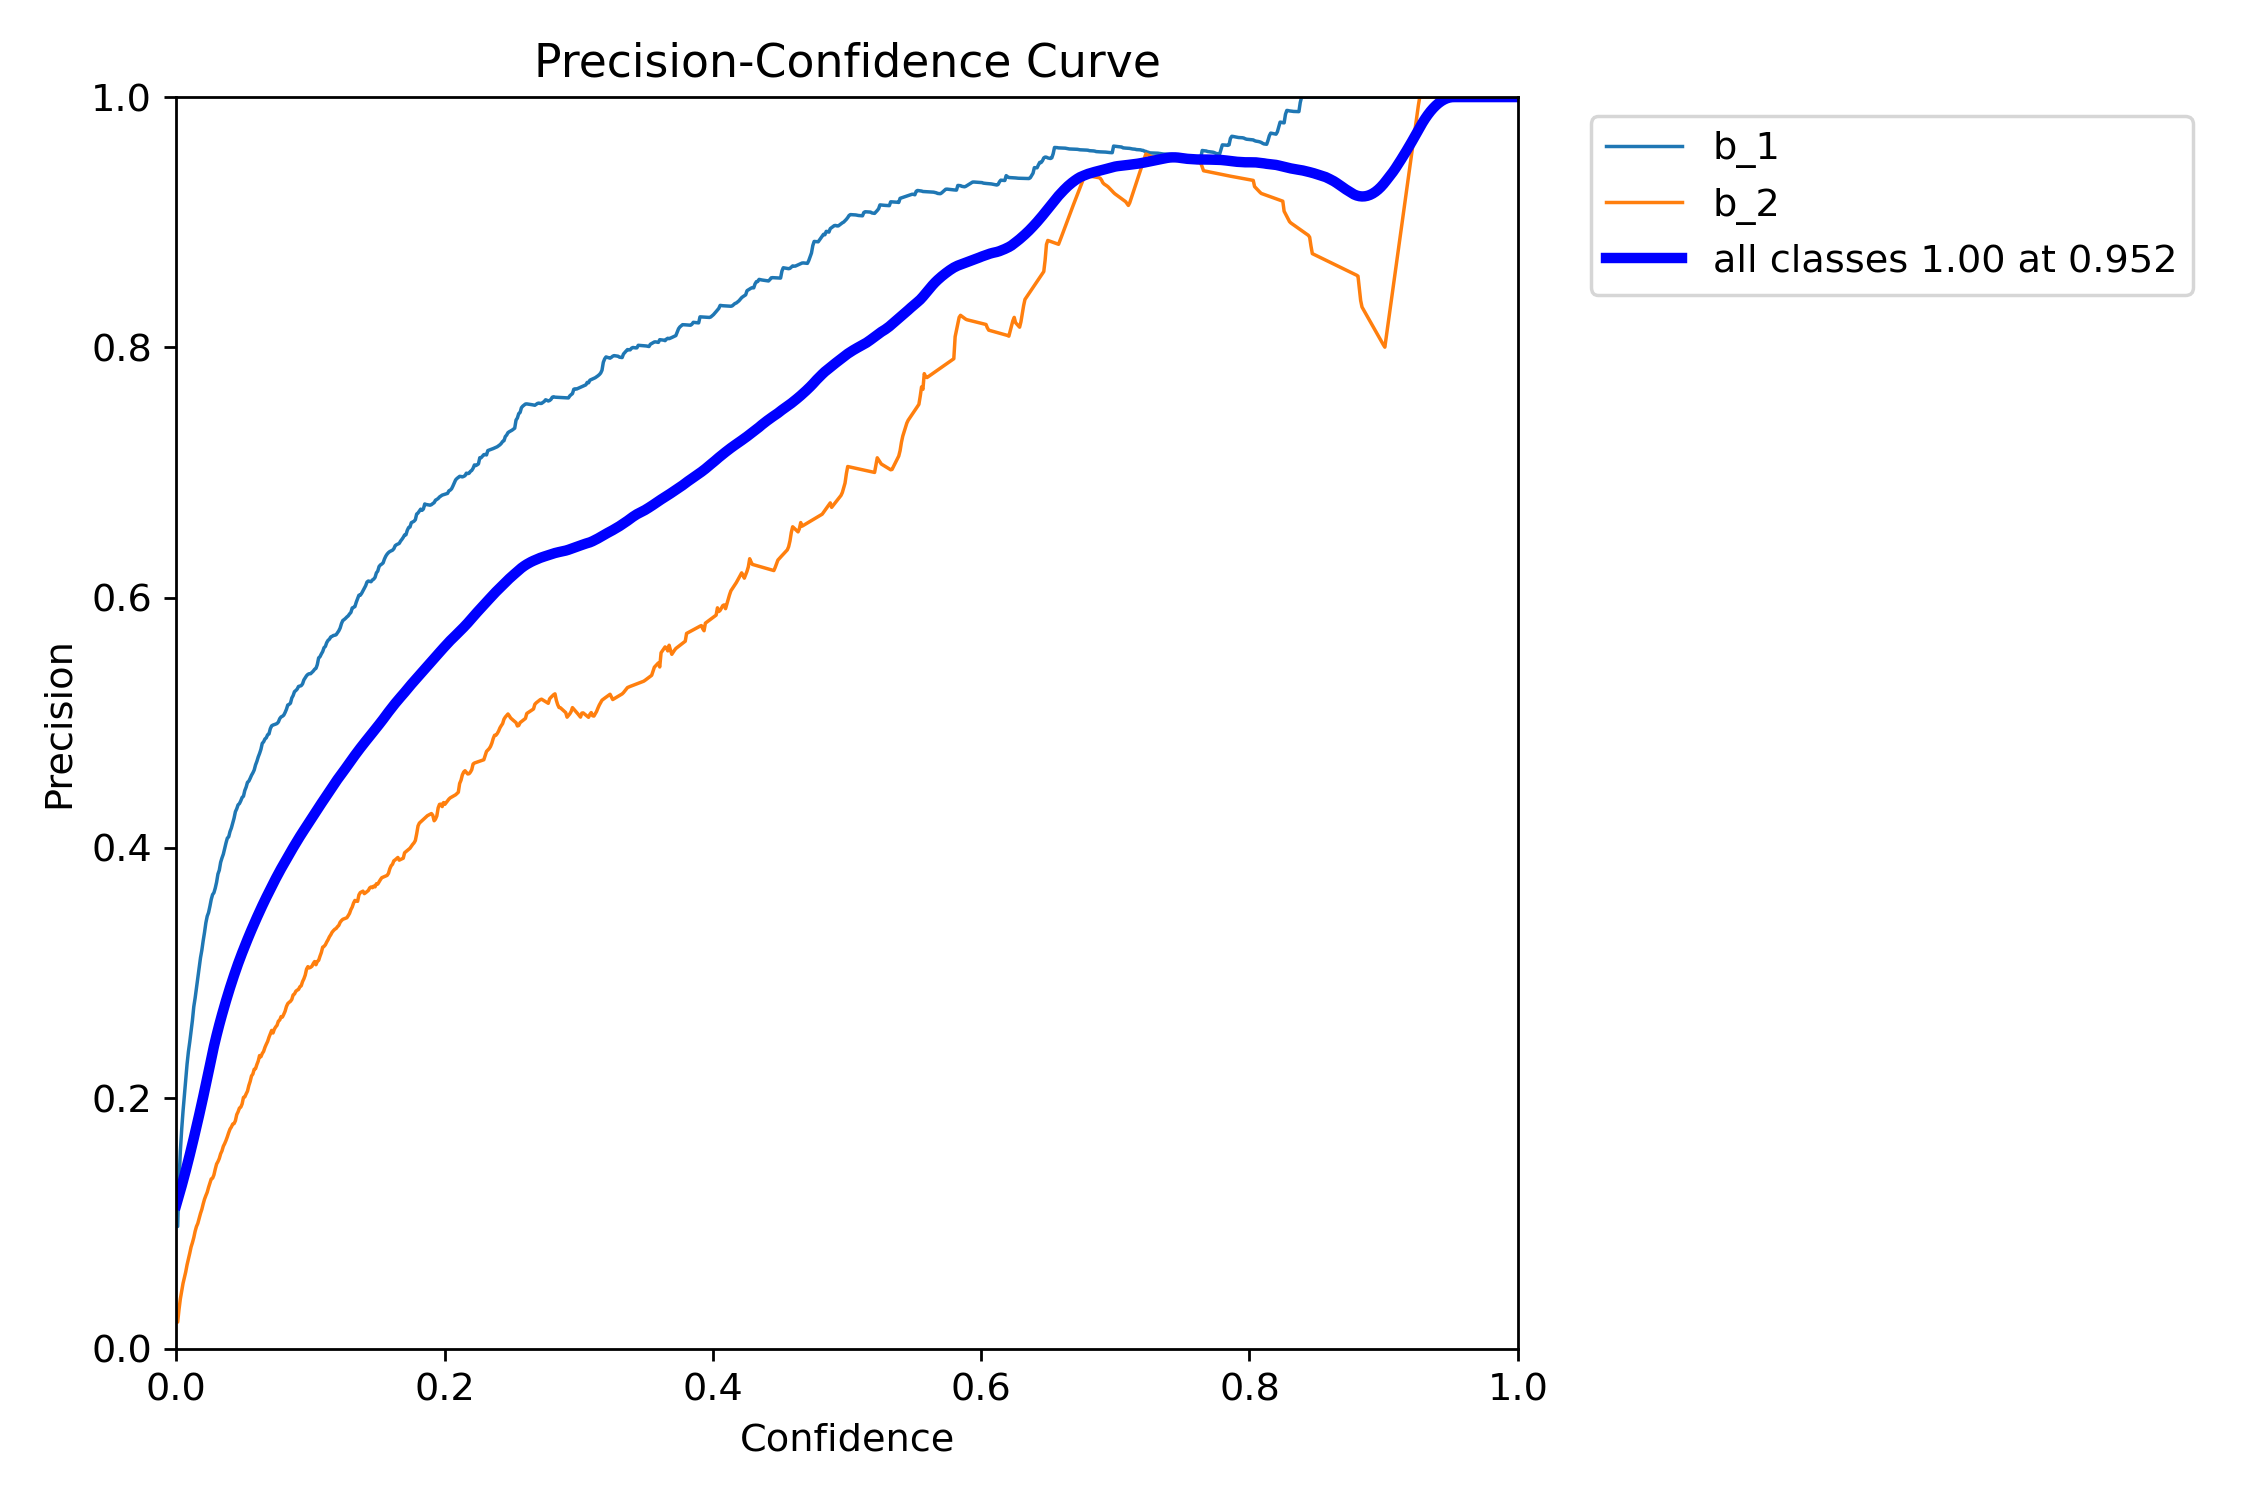 Precision-Confidence Curve
1.0
0.8
0.6
0.4
0.2
0.0
Precision
0.0 0.2 0.4 0.6 0.8 1.0
Confidence
b_1
b_2
all classes 1.00 at 0.952